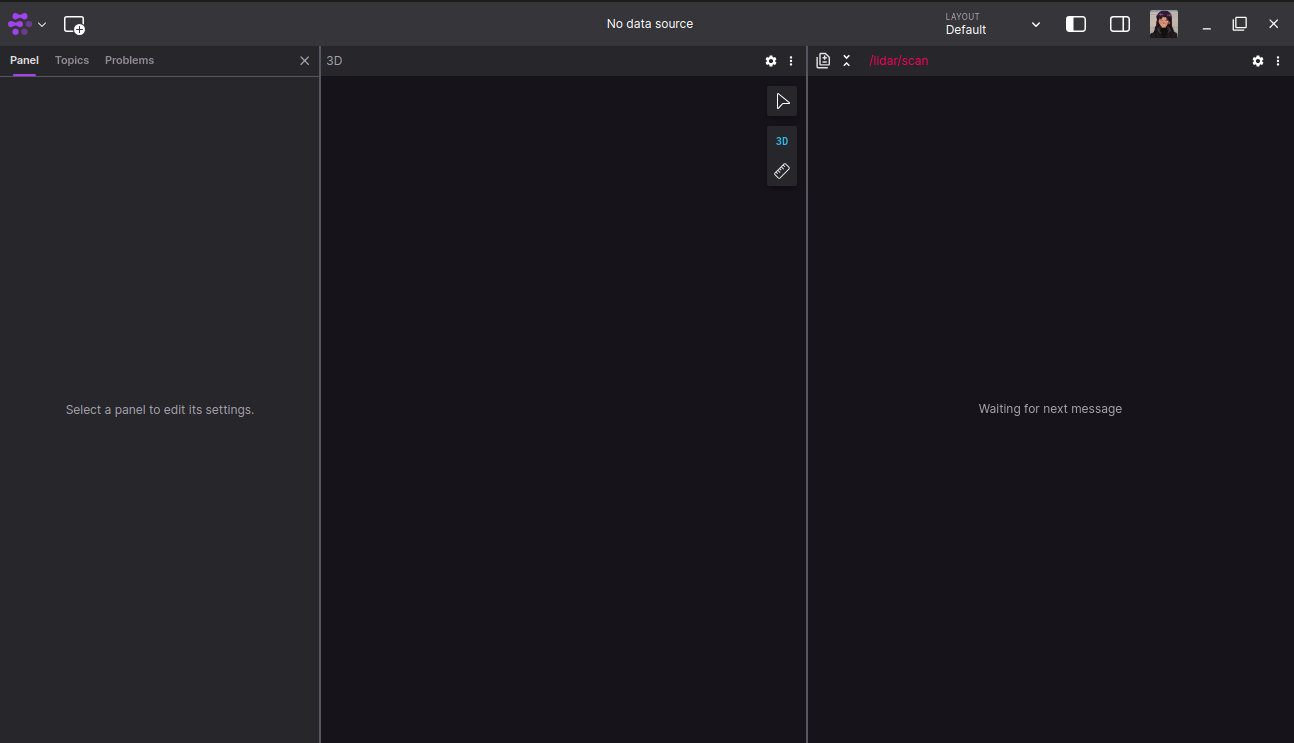 No data source
LAYOUT
Default
Panel
Topics
Problems
3D
/lidar/scan
3D
Select a panel to edit its settings.
Waiting for next message